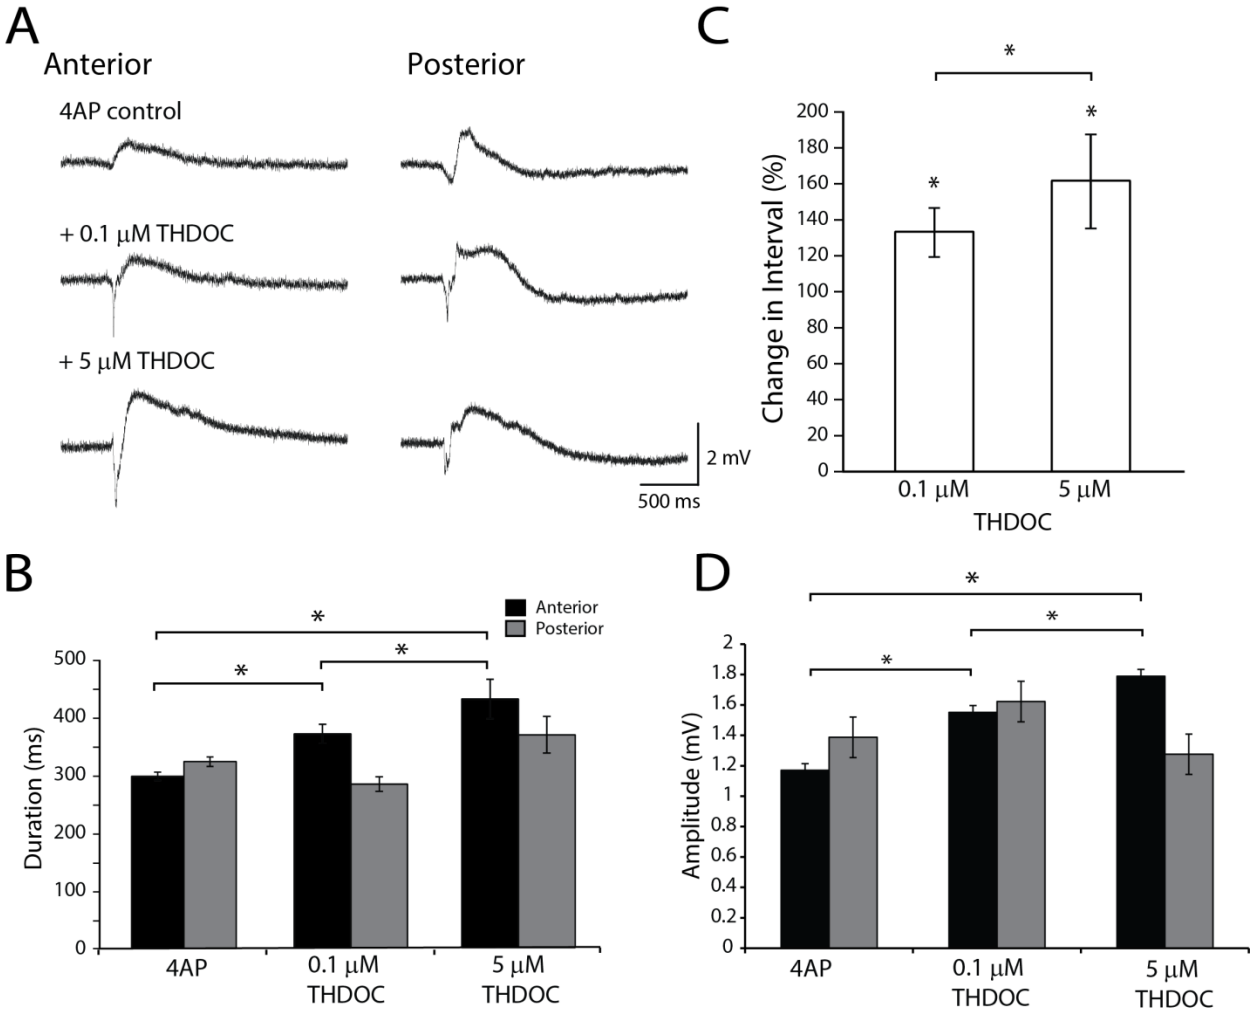 A
Anterior
Posterior
4AP control
+ 0.1 μM THDOC
+ 5 μM THDOC
2 mV
500 ms
C
*
*
*
Change in Interval (%)
200
180
160
140
120
100
80
60
40
20
0
0.1 μM
5 μM
THDOC
B
Anterior
Posterior
*
*
*
Duration (ms)
500
400
300
200
100
0
4AP
0.1 μM
THDOC
5 μM
THDOC
D
*
*
*
Amplitude (mV)
2
1.8
1.6
1.4
1.2
1
0.8
0.6
0.4
0.2
0
4AP
0.1 μM
THDOC
5 μM
THDOC